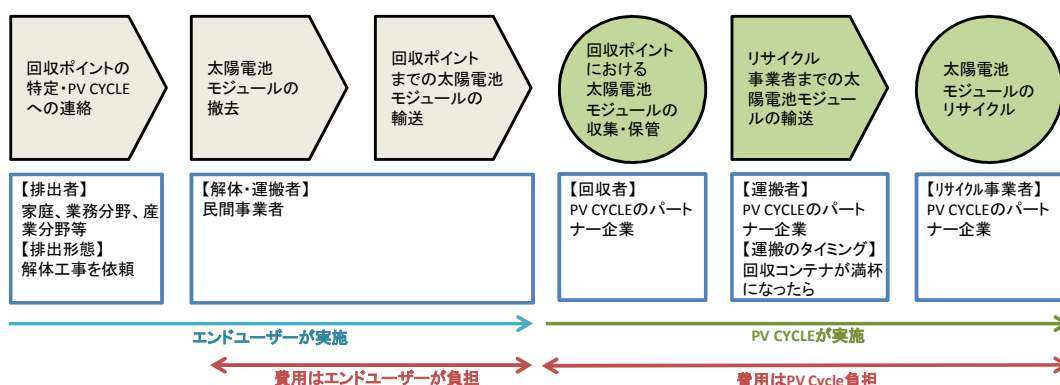 回収ポイントの
特定・PV CYCLE
への連絡
太陽電池
モジュールの
撤去
回収ポイント
までの太陽電池
モジュールの
輸送
回収ポイント
における
太陽電池
モジュールの
収集・保管
リサイクル
事業者までの太
陽電池モジュー
ルの輸送
太陽電池
モジュールの
リサイクル
【排出者】
家庭、業務分野、産
業分野等
【排出形態】
解体工事を依頼
【解体・運搬者】
民間事業者
【回収者】
PV CYCLEのパート
ナー企業
【運搬者】
PV CYCLEのパート
ナー企業
【運搬のタイミング】
回収コンテナが満杯
になったら
【リサイクル事業者】
PV CYCLEのパート
ナー企業
エンドユーザーが実施
PV CYCLEが実施
費用はエンドユーザーが負担
費用はPV Cycle負担